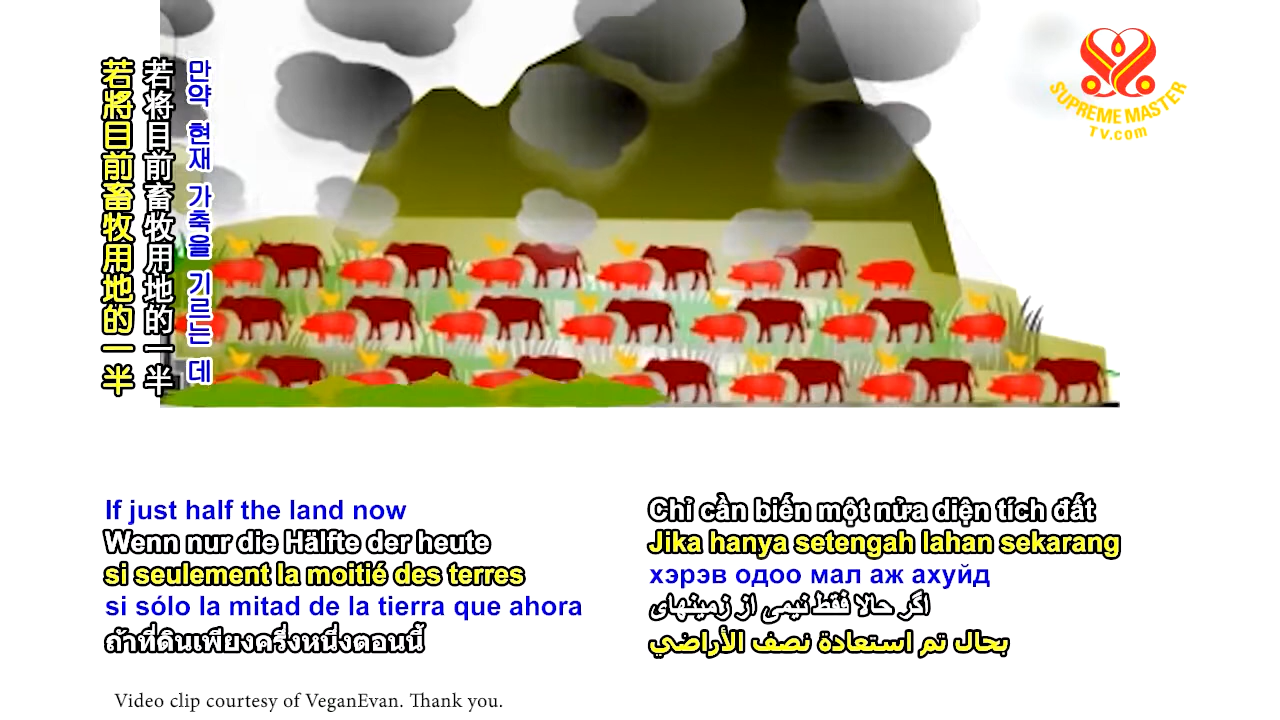 若將目前畜牧用地的一半
若将目前畜牧用地的一半
만약 현재 가축을 기르는 데
SUPREME MASTER
TV.com
If just half the land now
Wenn nur die Hälfte der heute
si seulement la moitié des terres
si sólo la mitad de la tierra que ahora
ถ้าที่ดินเพียงครึ่งหนึ่งตอนนี้
Chỉ cần biến một nửa diện tích đất
Jika hanya setengah lahan sekarang
хэрэв одоо мал аж ахуйд
اگر حالا فقط نیمی از زمینهای
بحال تم استعادة نصف الأراضي
Video clip courtesy of VeganEvan. Thank you.